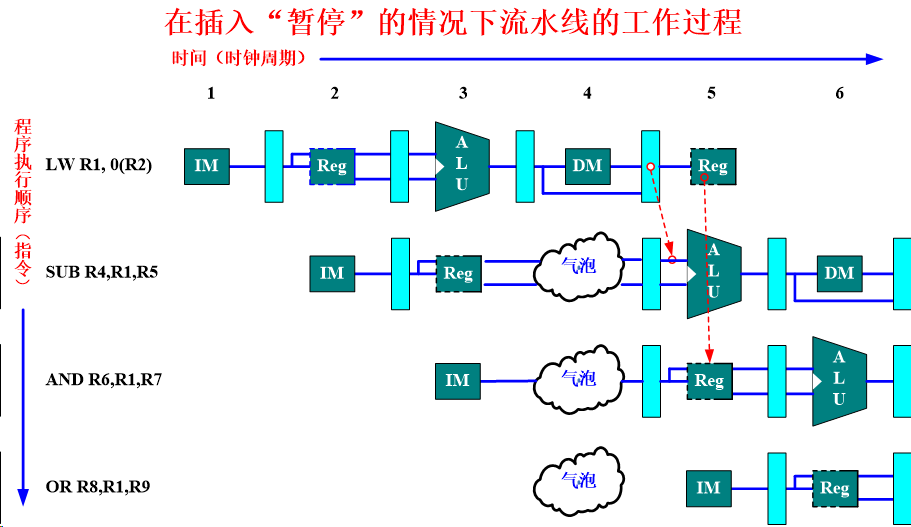 在插入“暂停”的情况下流水线的工作过程
时间（时钟周期）
1 2 3 4 5 6
程序执行顺序（指令）
LW R1, 0(R2) IM Reg ALU DM Reg
SUB R4,R1,R5 IM Reg 气泡 ALU DM
AND R6,R1,R7 IM 气泡 Reg ALU
OR R8,R1,R9 气泡 IM Reg